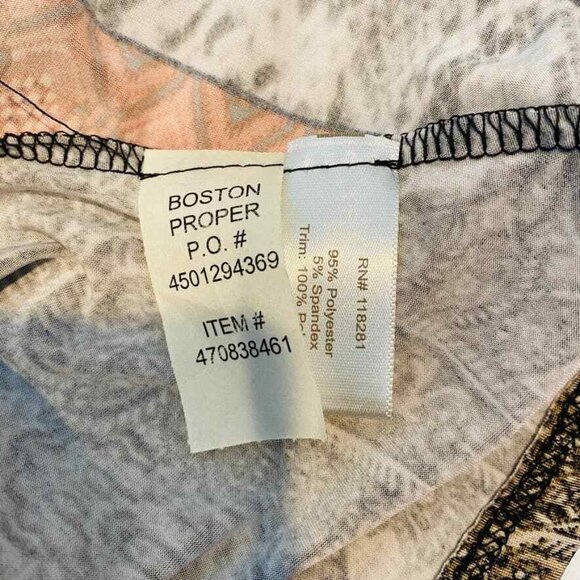 BOSTON
PROPER
P.O. #
4501294369
ITEM #
470838461
RN# 118281
95% Polyester
5% Spandex
Trim: 100%